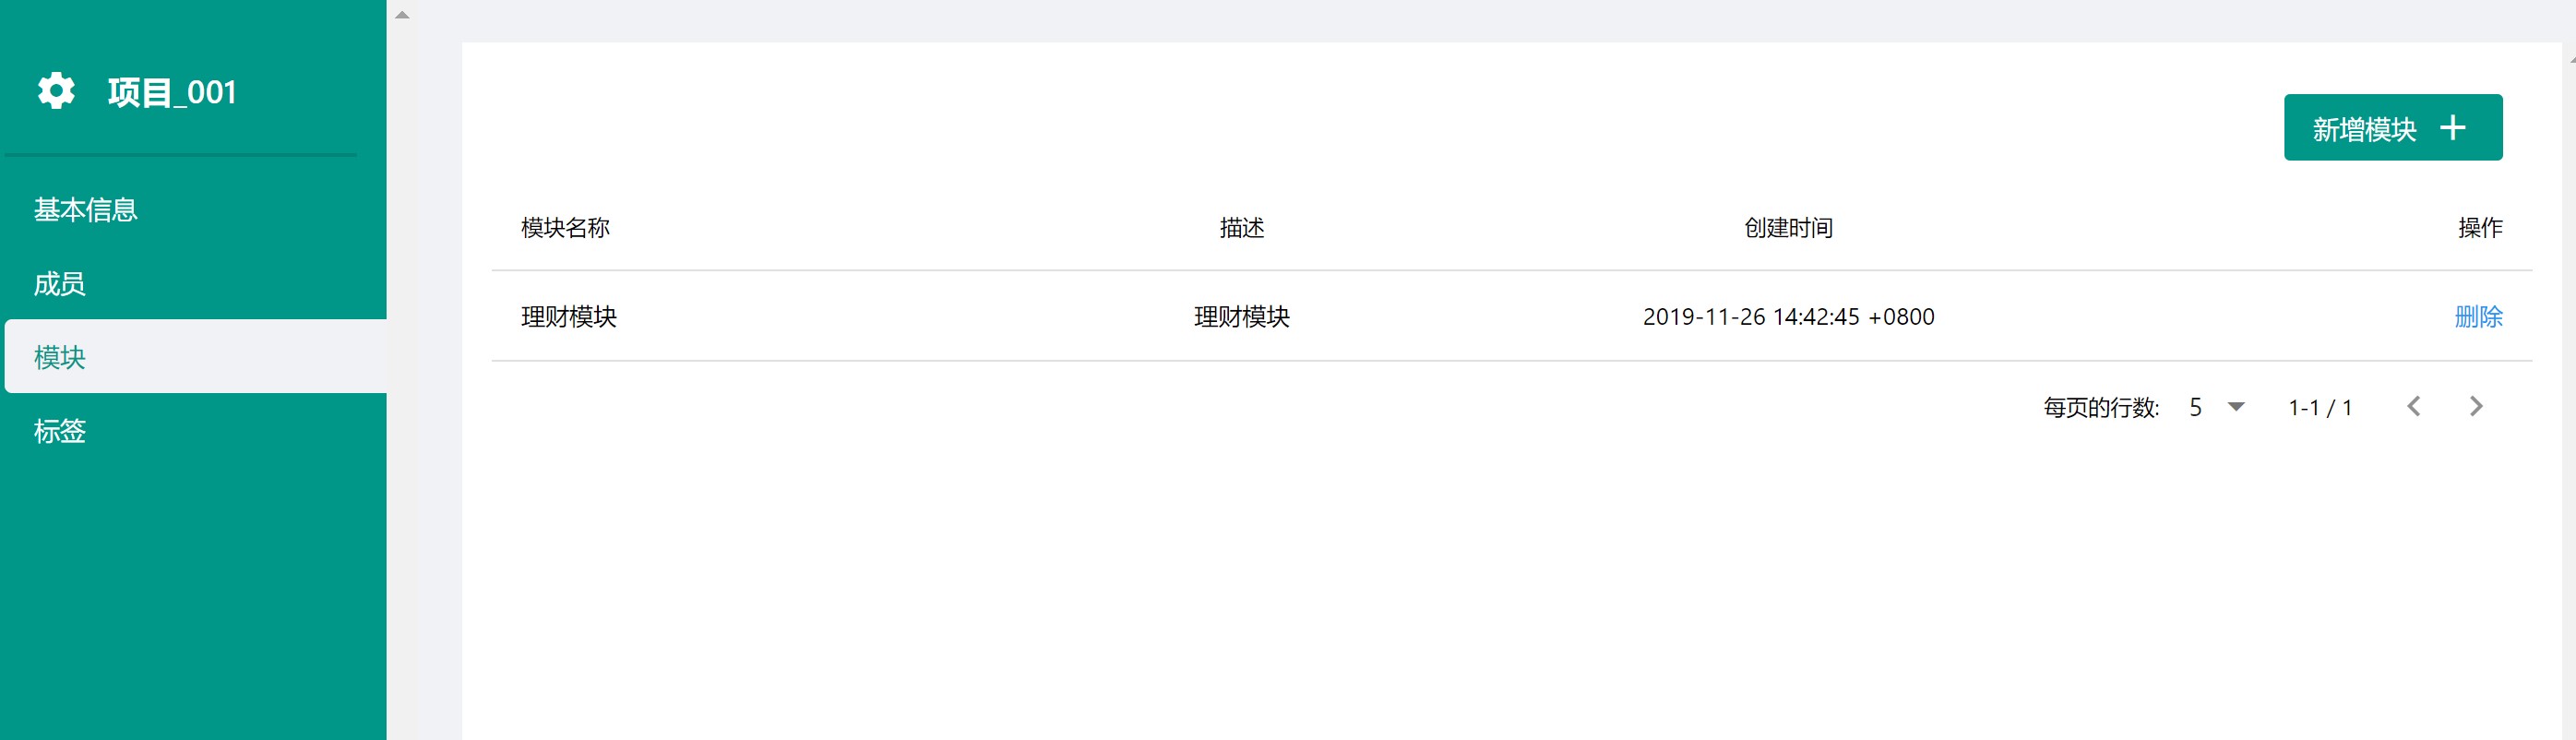 项目_001
基本信息
成员
模块
标签
新增模块
模块名称 描述 创建时间 操作
理财模块 理财模块 2019-11-26 14:42:45 +0800 删除
每页的行数: 5 1-1 / 1